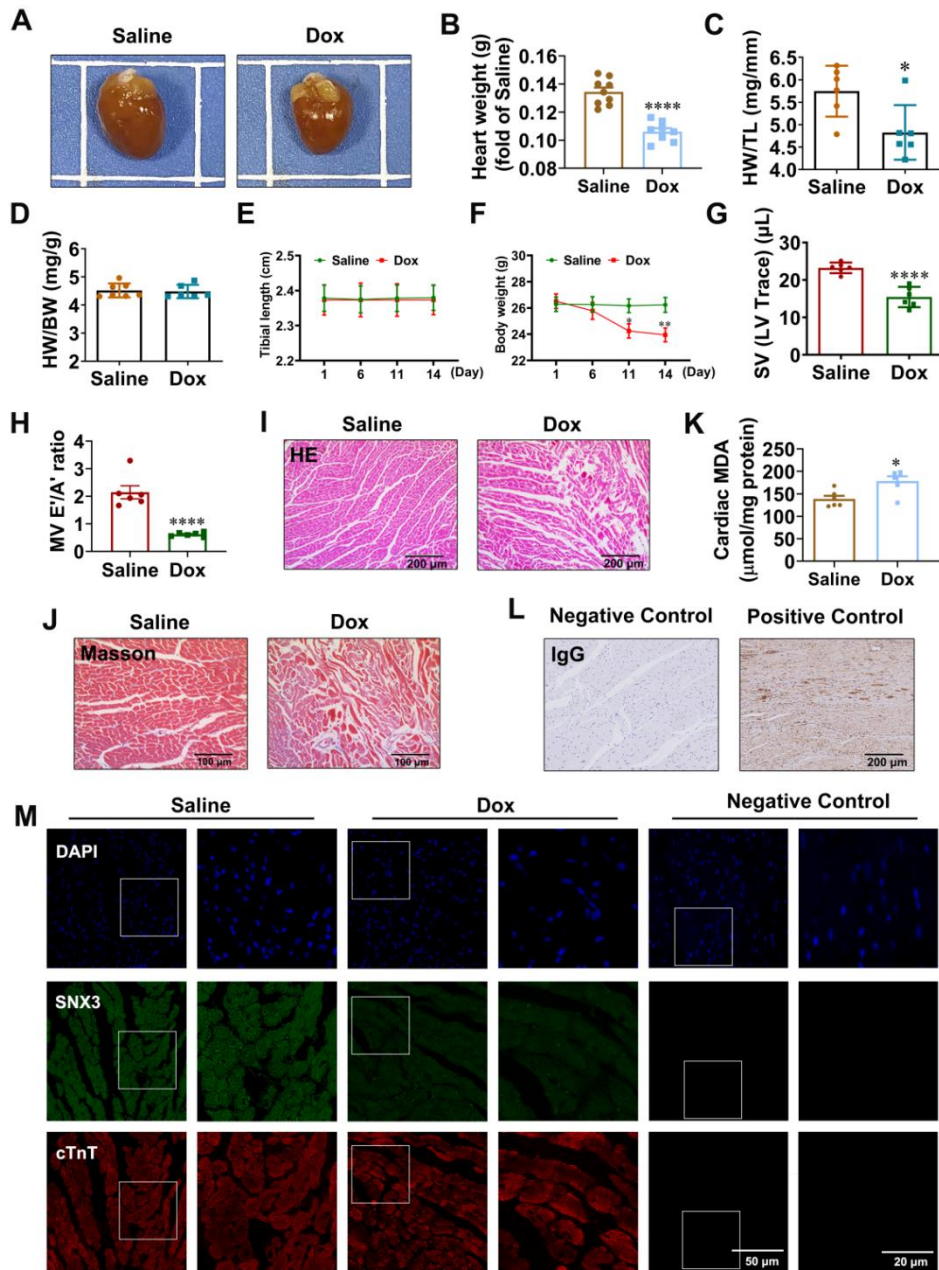 A
Saline
Dox
B
Heart weight (g)
(fold of Saline)
0.16
0.14
0.12
0.10
0.08
****
Saline
Dox
C
HW/TL (mg/mm)
6.5
6.0
5.5
5.0
4.5
4.0
*
Saline
Dox
D
HW/BW (mg/g)
6
5
4
3
2
Saline
Dox
E
Saline
Dox
Tibial length (cm)
2.5
2.4
2.3
2.2
1
6
11
14
(Day)
F
Saline
Dox
Body weight (g)
30
28
26
24
22
*
**
1
6
11
14
(Day)
G
SV (LV Trace) (μL)
30
20
10
0
****
Saline
Dox
H
MV E'/A' ratio
4
3
2
1
0
****
Saline
Dox
I
Saline
Dox
HE
200 μm
200 μm
K
Cardiac MDA
(μmol/mg protein)
250
200
150
100
50
0
*
Saline
Dox
J
Saline
Dox
Masson
100 μm
100 μm
L
Negative Control
Positive Control
IgG
200 μm
M
Saline
Dox
Negative Control
DAPI
SNX3
cTnT
50 μm
20 μm